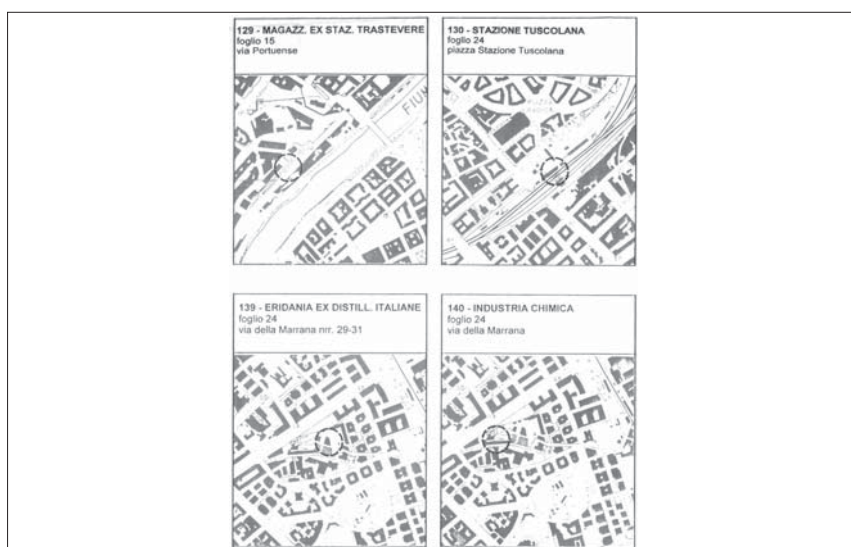 129 - MAGAZZ. EX STAZ. TRASTEVERE
foglio 15
via Portuense
FIUM
130 - STAZIONE TUSCOLANA
foglio 24
piazza Stazione Tuscolana
139 - ERIDANIA EX DISTILL. ITALIANE
foglio 24
via della Marrana nrr. 29-31
140 - INDUSTRIA CHIMICA
foglio 24
via della Marrana